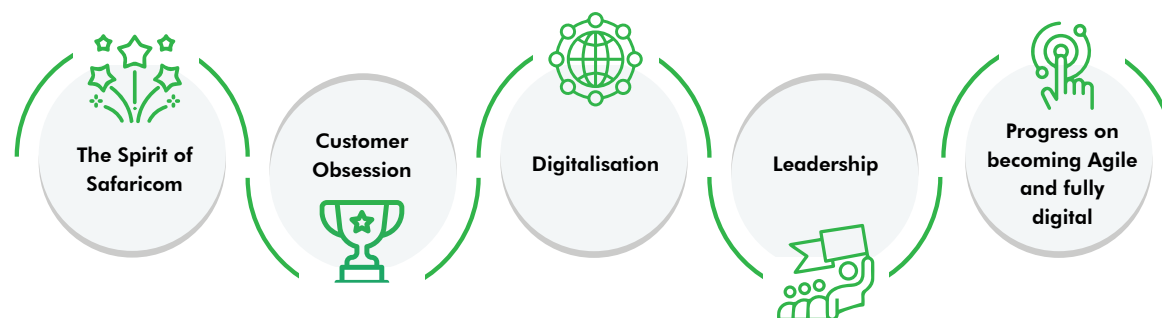 The Spirit of
Safaricom
Customer
Obsession
Digitalisation
Leadership
Progress on
becoming Agile
and fully
digital